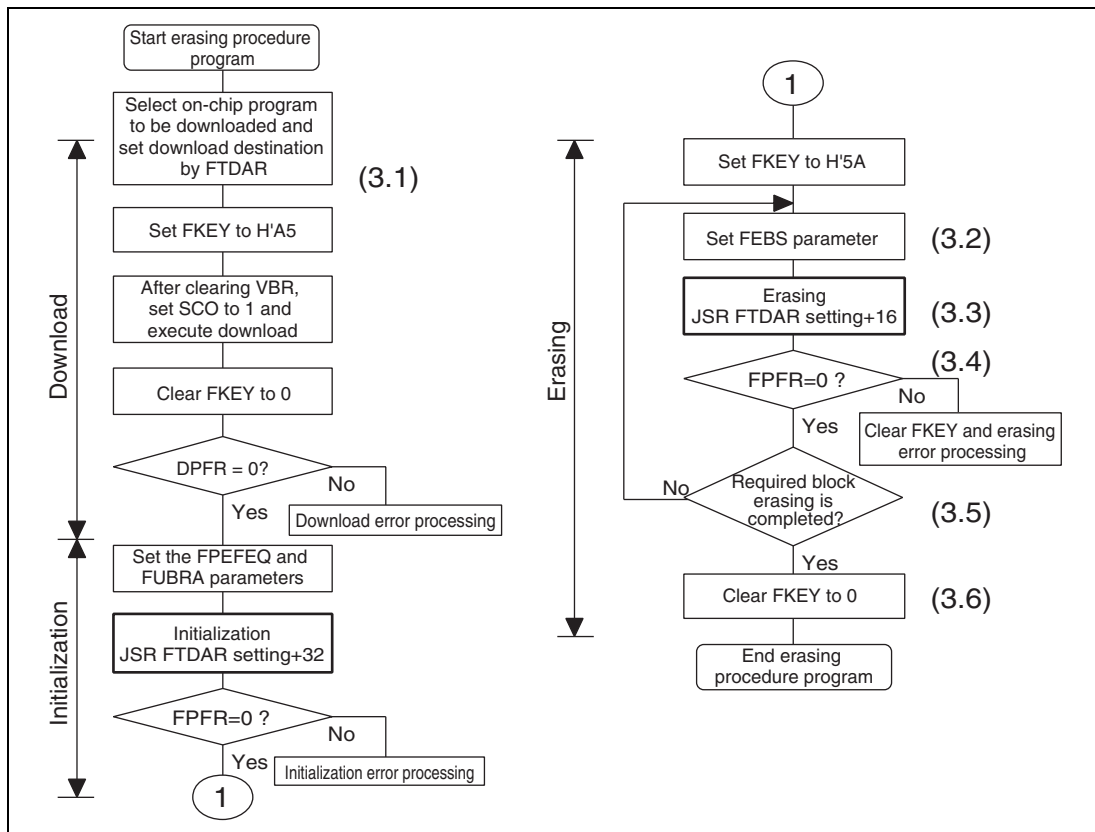 Start erasing procedure
program
Select on-chip program
to be downloaded and
set download destination
by FTDAR
(3.1)
Set FKEY to H'A5
After clearing VBR,
set SCO to 1 and
execute download
Clear FKEY to 0
DPFR = 0?
No
Yes
Download error processing
Download
Set the FPEFEQ and
FUBRA parameters
Initialization
JSR FTDAR setting+32
FPFR=0 ?
No
Yes
Initialization error processing
Initialization
1
1
Set FKEY to H'5A
Set FEBS parameter
(3.2)
Erasing
JSR FTDAR setting+16
(3.3)
(3.4)
FPFR=0 ?
No
Yes
Clear FKEY and erasing
error processing
Erasing
Required block
erasing is
completed?
No
(3.5)
Yes
Clear FKEY to 0
(3.6)
End erasing
procedure program